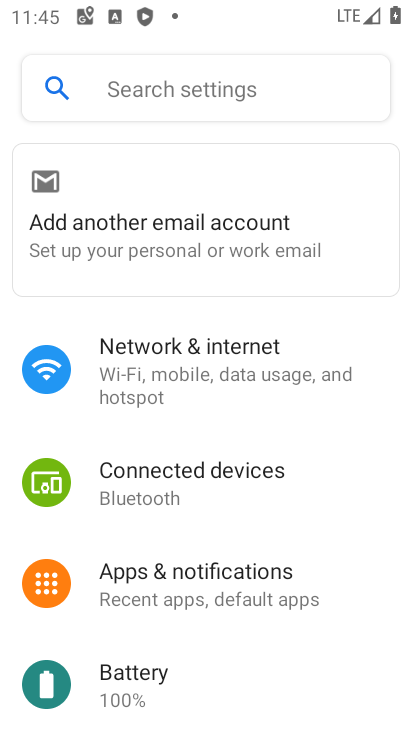 11:45
LTE
Search settings
Add another email account
Set up your personal or work email
Network & internet
Wi-Fi, mobile, data usage, and
hotspot
Connected devices
Bluetooth
Apps & notifications
Recent apps, default apps
Battery
100%